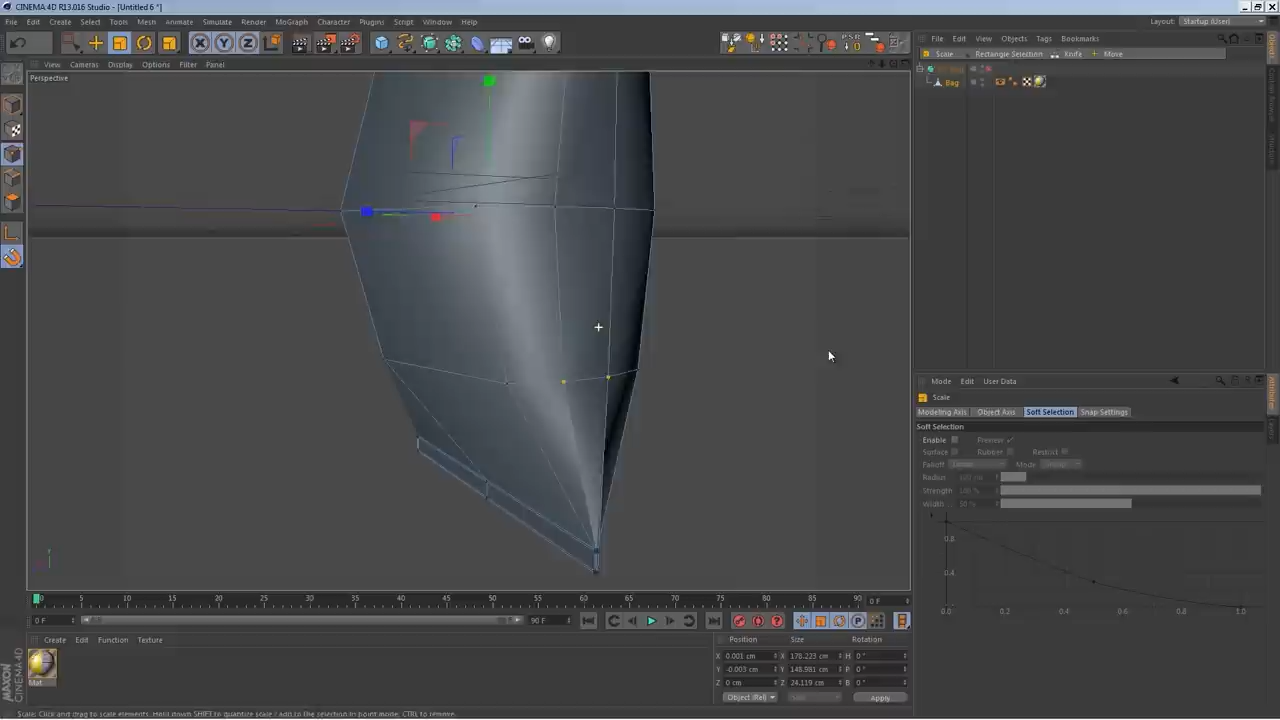 CINEMA 4D R13.016 Studio - [Untitled 6 *]
File Edit Create Select Tools Mesh Animate Simulate Render MoGraph Character Plugins Script Window Help
Layout: Startup (User)
PSR
X Y Z
View Cameras Display Options Filter Panel
Perspective
File Edit View Objects Tags Bookmarks
Scale Rectangle Selection Knife Move
Bag
Objects
Mode Edit User Data
Scale
Modeling Axis Object Axis Soft Selection Snap Settings
Soft Selection
Enable Preview
Surface Rubber Restrict
Falloff Mode
Radius
Strength 100 %
Width 50 %
0.8
0.4
0.0 0.2 0.4 0.6 0.8 1.0
0 5 10 15 20 25 30 35 40 45 50 55 60 65 70 75 80 85 90 0 F
0 F 90 F
Create Edit Function Texture
Mat
Position Size Rotation
X 0.001 cm X 178.223 cm H 0 °
Y -0.003 cm Y 148.981 cm P 0 °
Z 0 cm Z 24.119 cm B 0 °
Object (Rel) Apply
MAXON CINEMA 4D
Scale: Click and drag to scale elements. Hold down SHIFT to quantize scale / add to the selection in point mode, CTRL to remove.